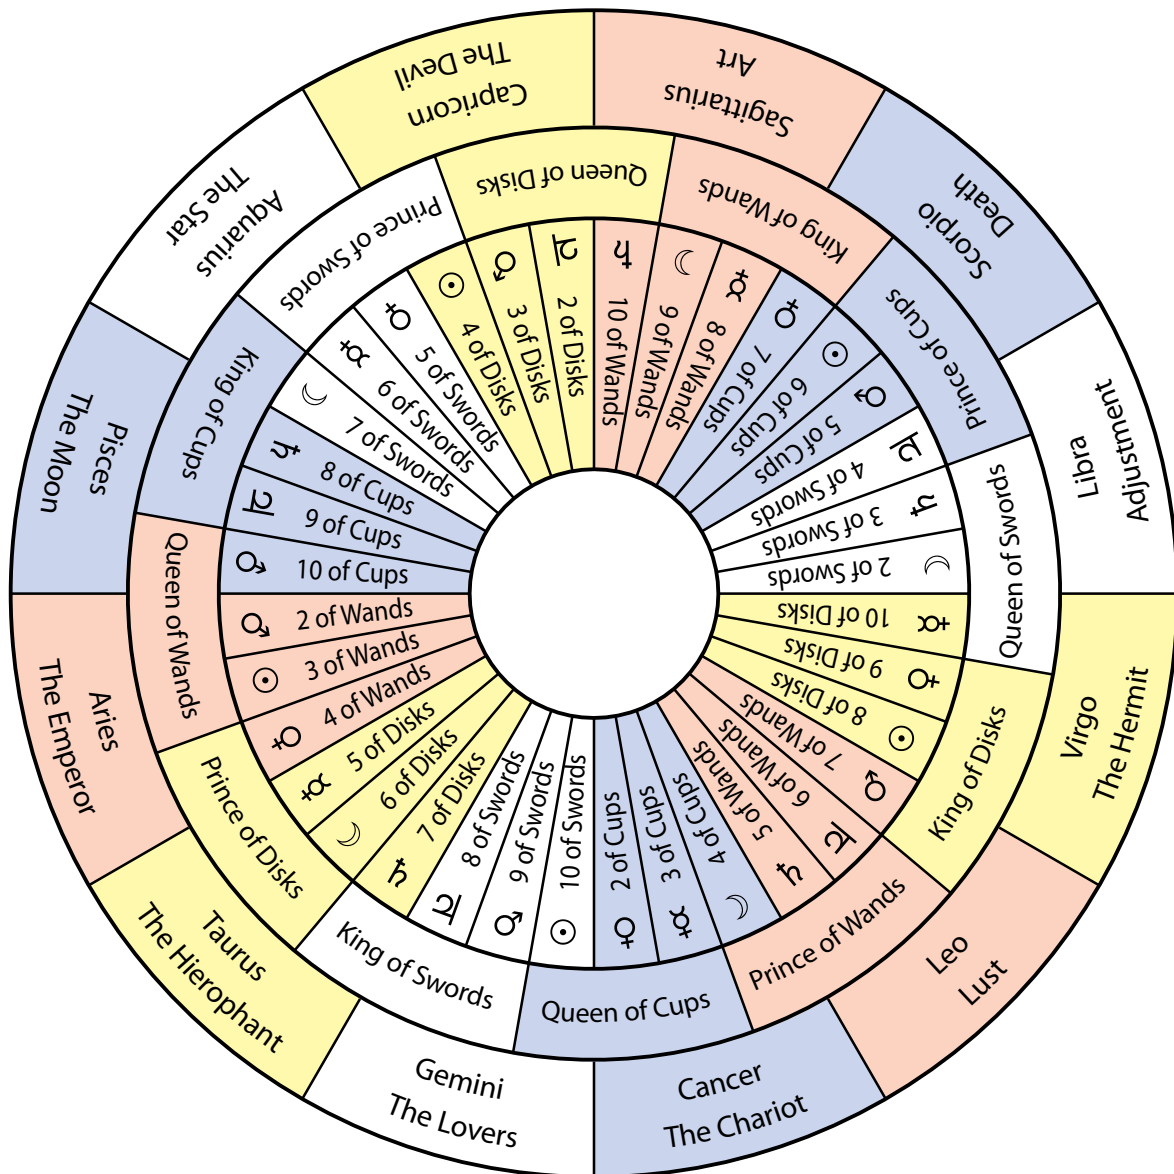 Aries
The Emperor
Taurus
The Hierophant
Gemini
The Lovers
Cancer
The Chariot
Leo
Lust
Virgo
The Hermit
Libra
Adjustment
Scorpio
Death
Sagittarius
Art
Capricorn
The Devil
Aquarius
The Star
Pisces
The Moon
Queen of Wands
Prince of Disks
King of Swords
Queen of Cups
Prince of Wands
King of Disks
Queen of Swords
Prince of Cups
King of Wands
Queen of Disks
Prince of Swords
King of Cups
♂ 2 of Wands
☉ 3 of Wands
♀ 4 of Wands
☿ 5 of Disks
☽ 6 of Disks
♄ 7 of Disks
♃ 8 of Swords
♂ 9 of Swords
☉ 10 of Swords
♀ 2 of Cups
☿ 3 of Cups
☽ 4 of Cups
♄ 5 of Wands
♃ 6 of Wands
♂ 7 of Wands
☉ 8 of Disks
♀ 9 of Disks
☿ 10 of Disks
☽ 2 of Swords
♄ 3 of Swords
♃ 4 of Swords
♂ 5 of Cups
☉ 6 of Cups
♀ 7 of Cups
☿ 8 of Wands
☽ 9 of Wands
♄ 10 of Wands
♃ 2 of Disks
♂ 3 of Disks
☉ 4 of Disks
♀ 5 of Swords
☿ 6 of Swords
☽ 7 of Swords
♄ 8 of Cups
♃ 9 of Cups
♂ 10 of Cups